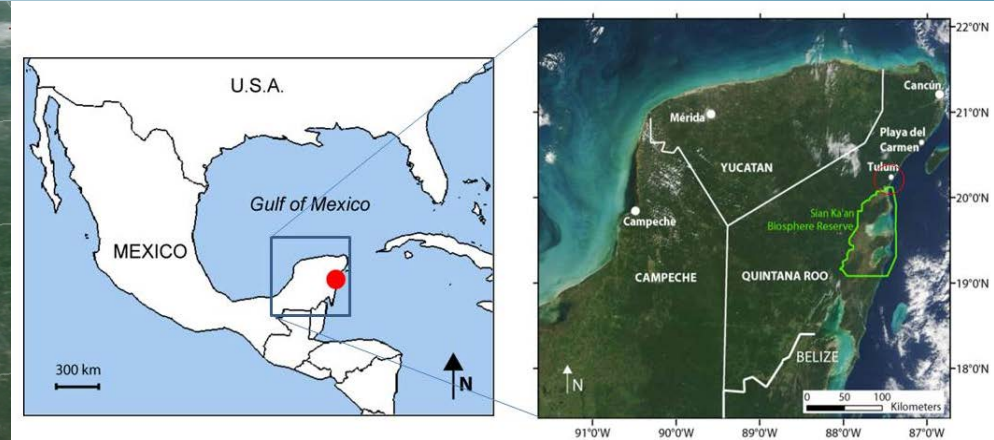 U.S.A.
Gulf of Mexico
MEXICO
300 km
N
22°0'N
Cancún
21°0'N
Mérida
Playa del
Carmen
YUCATAN
Tulum
20°0'N
Sian Ka'an
Biosphere Reserve
Campeche
CAMPECHE
QUINTANA ROO
19°0'N
BELIZE
18°0'N
N
0 50 100
Kilometers
91°0'W 90°0'W 89°0'W 88°0'W 87°0'W